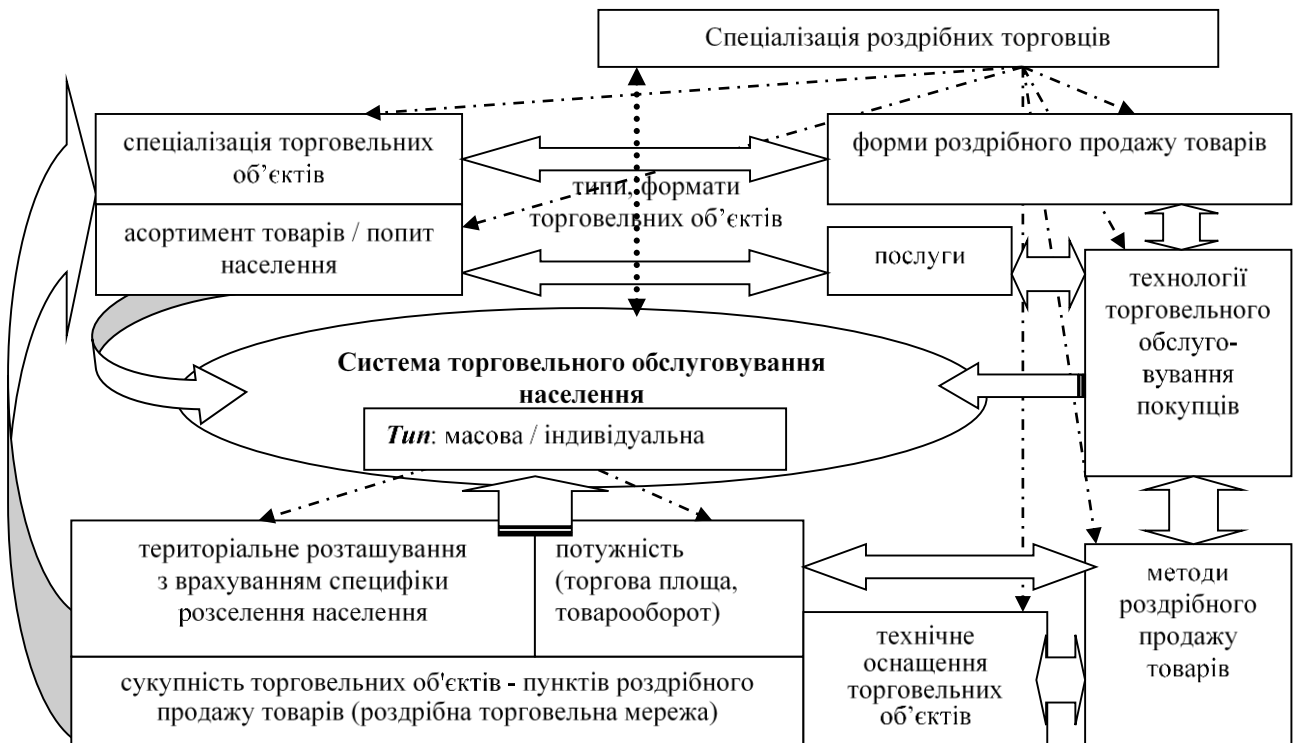 Спеціалізація роздрібних торговців
спеціалізація торговельних
об’єктів
форми роздрібного продажу товарів
типи, формати
торговельних об’єктів
асортимент товарів / попит
населення
послуги
технології
торговельного
обслуго-
вування
покупців
Система торговельного обслуговування
населення
Тип: масова / індивідуальна
територіальне розташування
з врахуванням специфіки
розселення населення
потужність
(торгова площа,
товарооборот)
методи
роздрібного
продажу
товарів
технічне
оснащення
торговельних
об’єктів
сукупність торговельних об'єктів - пунктів роздрібного
продажу товарів (роздрібна торговельна мережа)